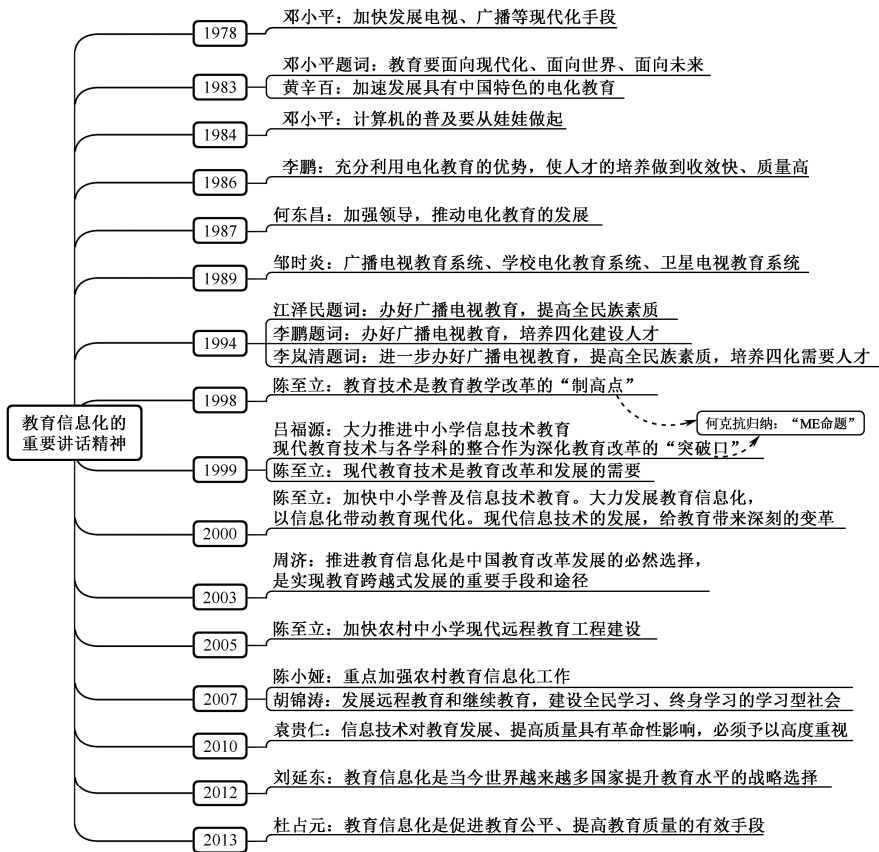 教育信息化的
重要讲话精神
1978
邓小平：加快发展电视、广播等现代化手段
1983
邓小平题词：教育要面向现代化、面向世界、面向未来
黄辛百：加速发展具有中国特色的电化教育
1984
邓小平：计算机的普及要从娃娃做起
1986
李鹏：充分利用电化教育的优势，使人才的培养做到收效快、质量高
1987
何东昌：加强领导，推动电化教育的发展
1989
邹时炎：广播电视教育系统、学校电化教育系统、卫星电视教育系统
1994
江泽民题词：办好广播电视教育，提高全民族素质
李鹏题词：办好广播电视教育，培养四化建设人才
李岚清题词：进一步办好广播电视教育，提高全民族素质，培养四化需要人才
1998
陈至立：教育技术是教育教学改革的“制高点”
何克抗归纳：“ME命题”
1999
吕福源：大力推进中小学信息技术教育
现代教育技术与各学科的整合作为深化教育改革的“突破口”
陈至立：现代教育技术是教育改革和发展的需要
2000
陈至立：加快中小学普及信息技术教育。大力发展教育信息化，
以信息化带动教育现代化。现代信息技术的发展，给教育带来深刻的变革
2003
周济：推进教育信息化是中国教育改革发展的必然选择，
是实现教育跨越式发展的重要手段和途径
2005
陈至立：加快农村中小学现代远程教育工程建设
2007
陈小娅：重点加强农村教育信息化工作
胡锦涛：发展远程教育和继续教育，建设全民学习、终身学习的学习型社会
2010
袁贵仁：信息技术对教育发展、提高质量具有革命性影响，必须予以高度重视
2012
刘延东：教育信息化是当今世界越来越多国家提升教育水平的战略选择
2013
杜占元：教育信息化是促进教育公平、提高教育质量的有效手段